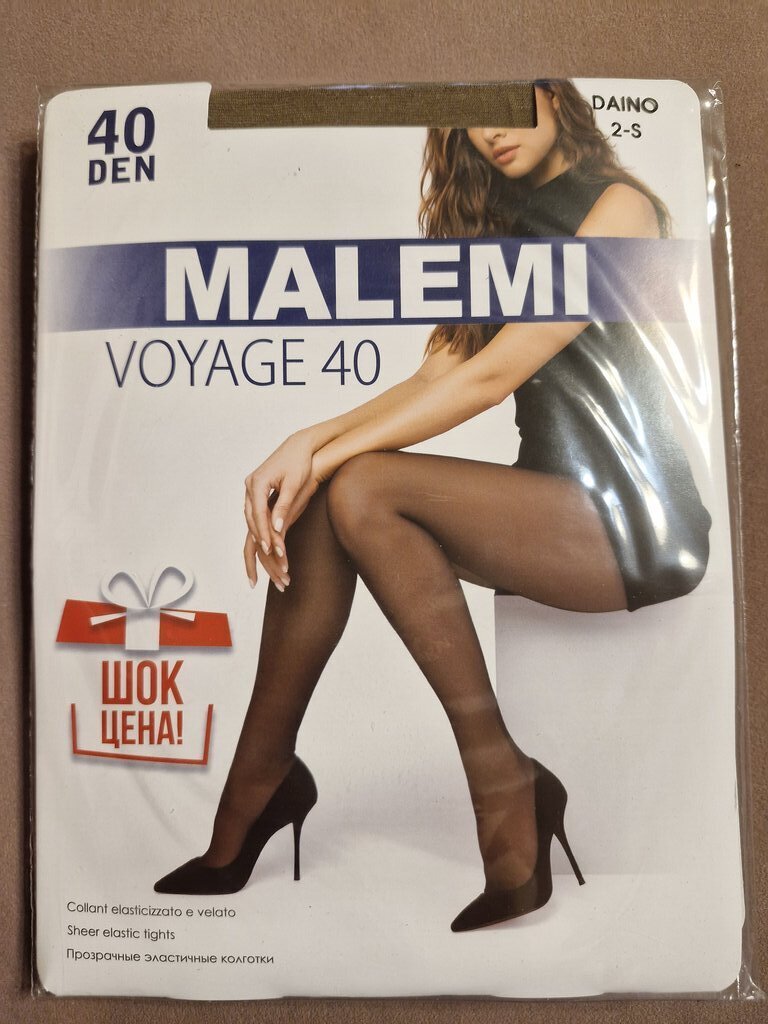 40
DEN
DAINO
2-S
MALEMI
VOYAGE 40
ШОК
ЦЕНА!
Collant elasticizzato e velato
Sheer elastic tights
Прозрачные эластичные колготки